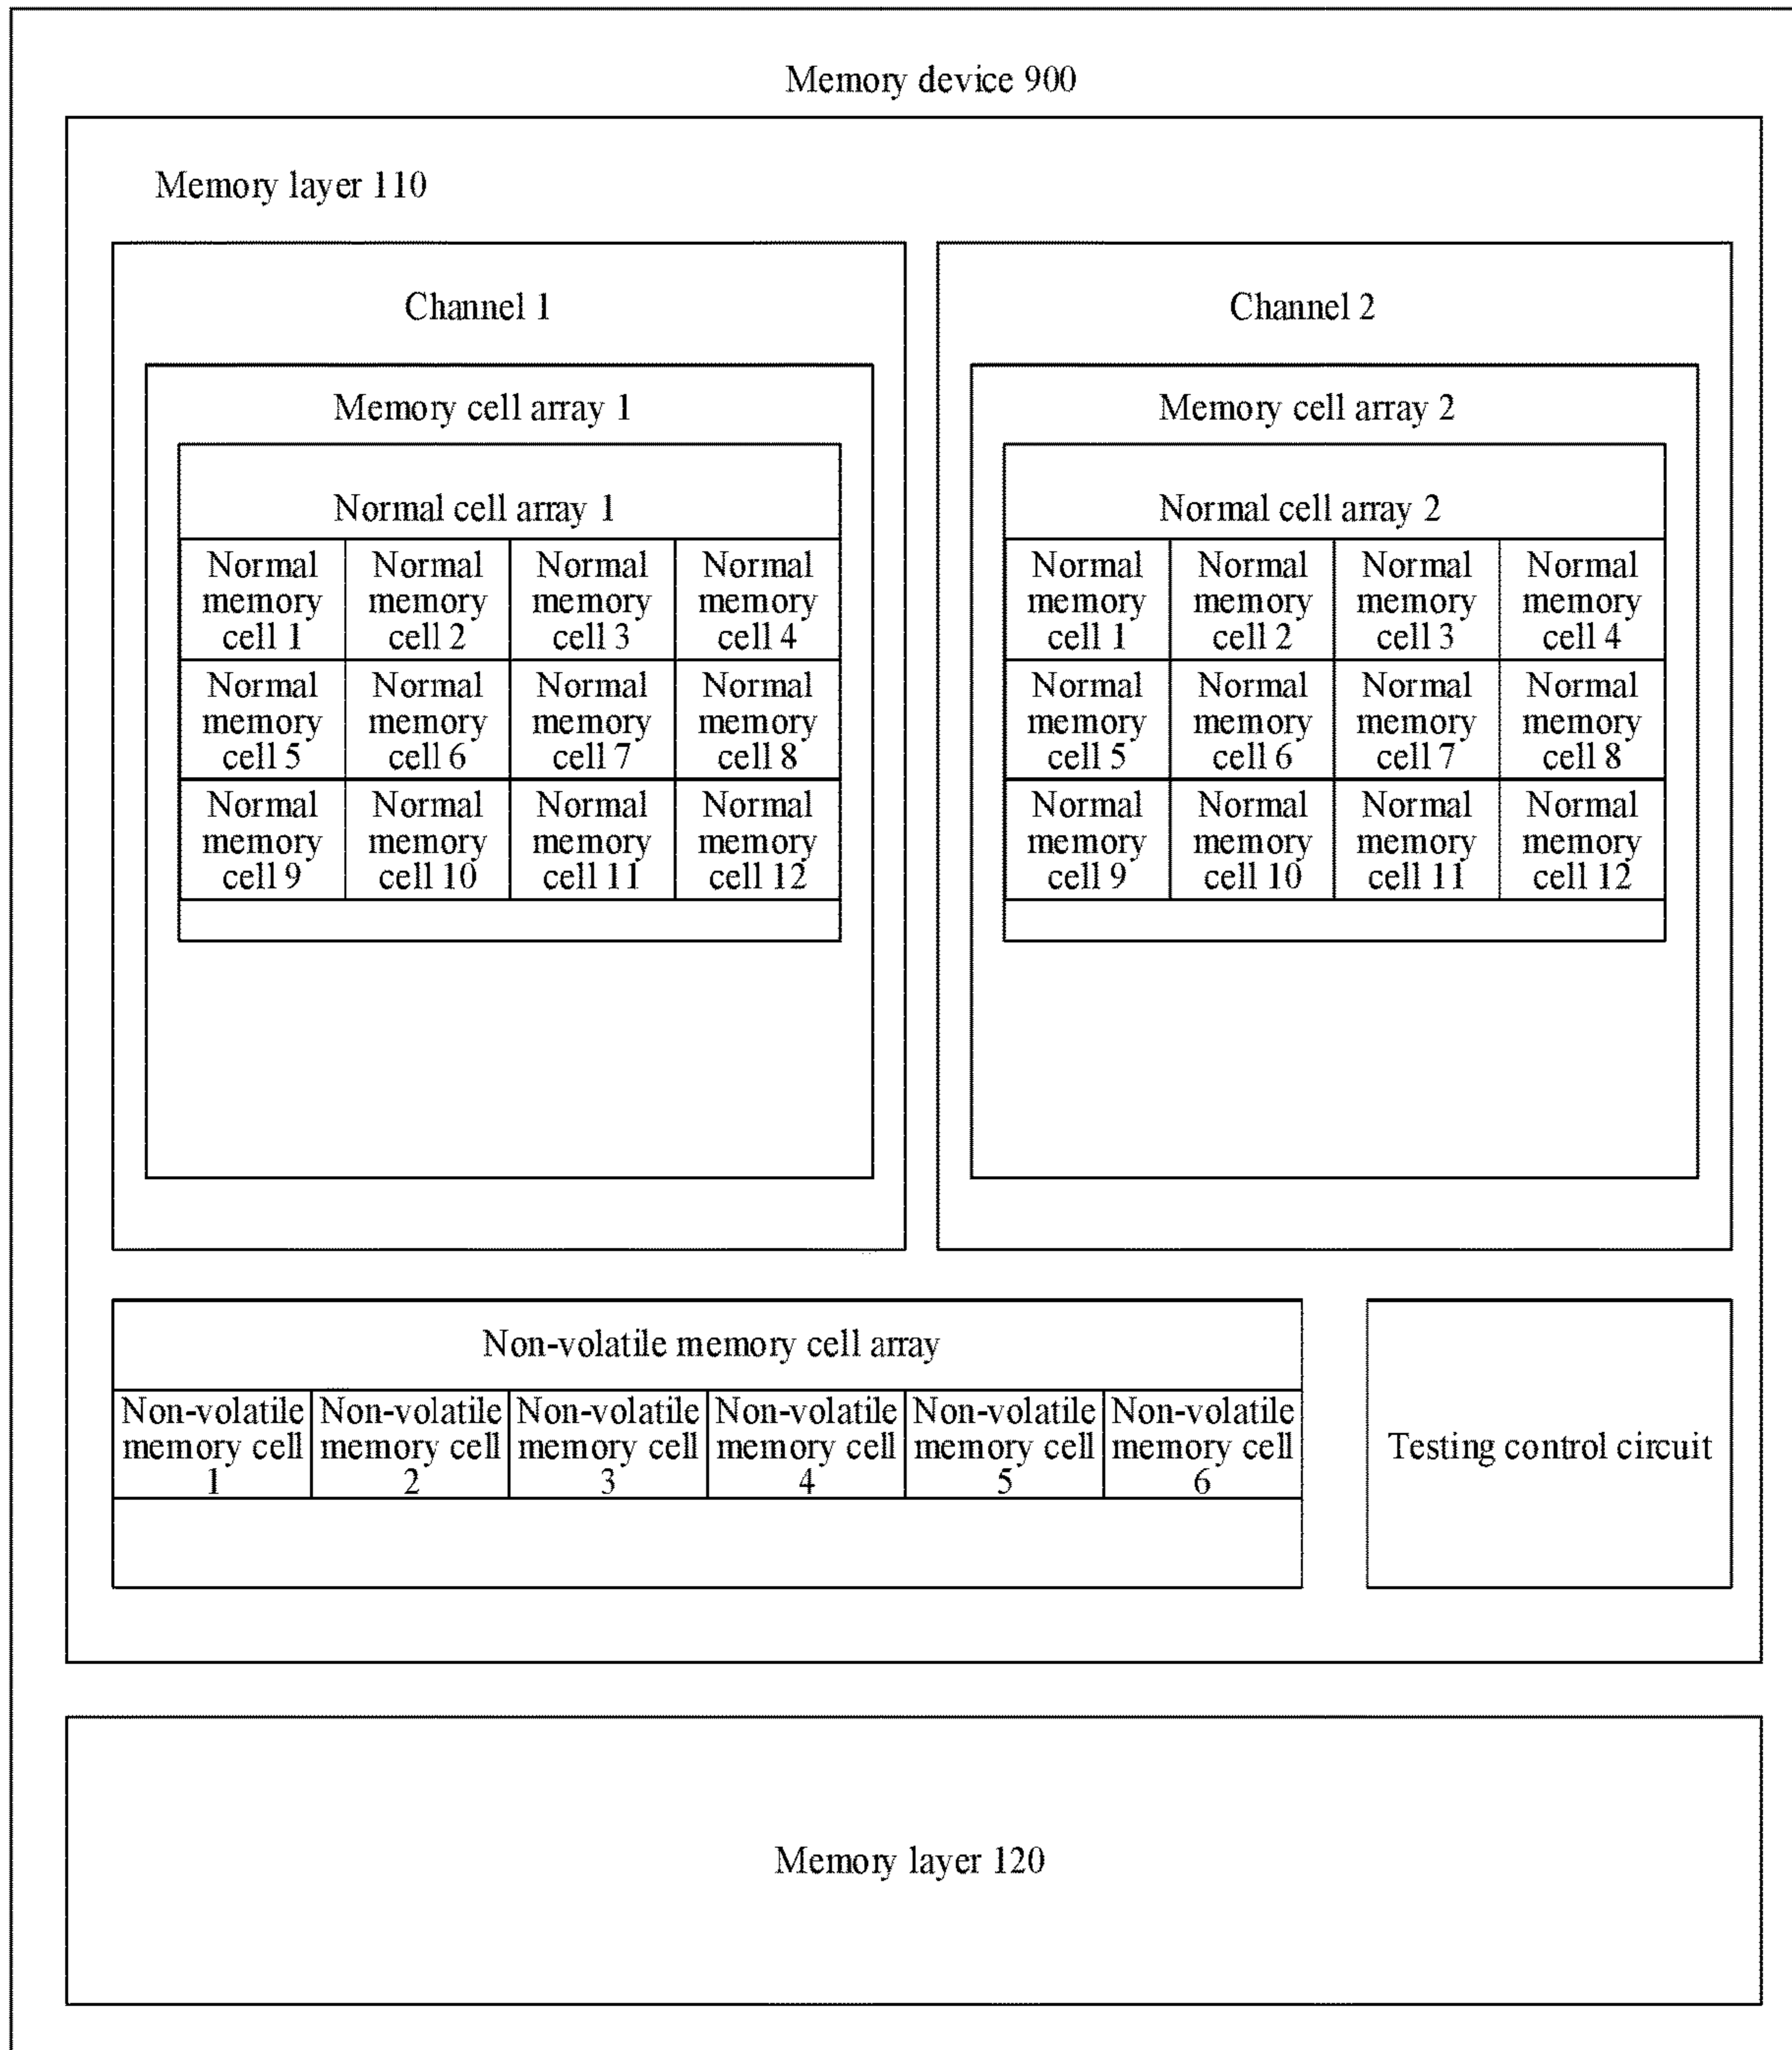 Memory device 900
Memory layer 110
Channel 1
Memory cell array 1
Normal cell array 1
Normal Normal Normal Normal
memory memory memory memory
cell 1 cell 2 cell 3 cell 4
Normal Normal Normal Normal
memory memory memory memory
cell 5 cell 6 cell 7 cell 8
Normal Normal Normal Normal
memory memory memory memory
cell 9 cell 10 cell 11 cell 12
Channel 2
Memory cell array 2
Normal cell array 2
Normal Normal Normal Normal
memory memory memory memory
cell 1 cell 2 cell 3 cell 4
Normal Normal Normal Normal
memory memory memory memory
cell 5 cell 6 cell 7 cell 8
Normal Normal Normal Normal
memory memory memory memory
cell 9 cell 10 cell 11 cell 12
Non-volatile memory cell array
Non-volatile Non-volatile Non-volatile Non-volatile Non-volatile Non-volatile
memory cell memory cell memory cell memory cell memory cell memory cell
1 2 3 4 5 6
Testing control circuit
Memory layer 120